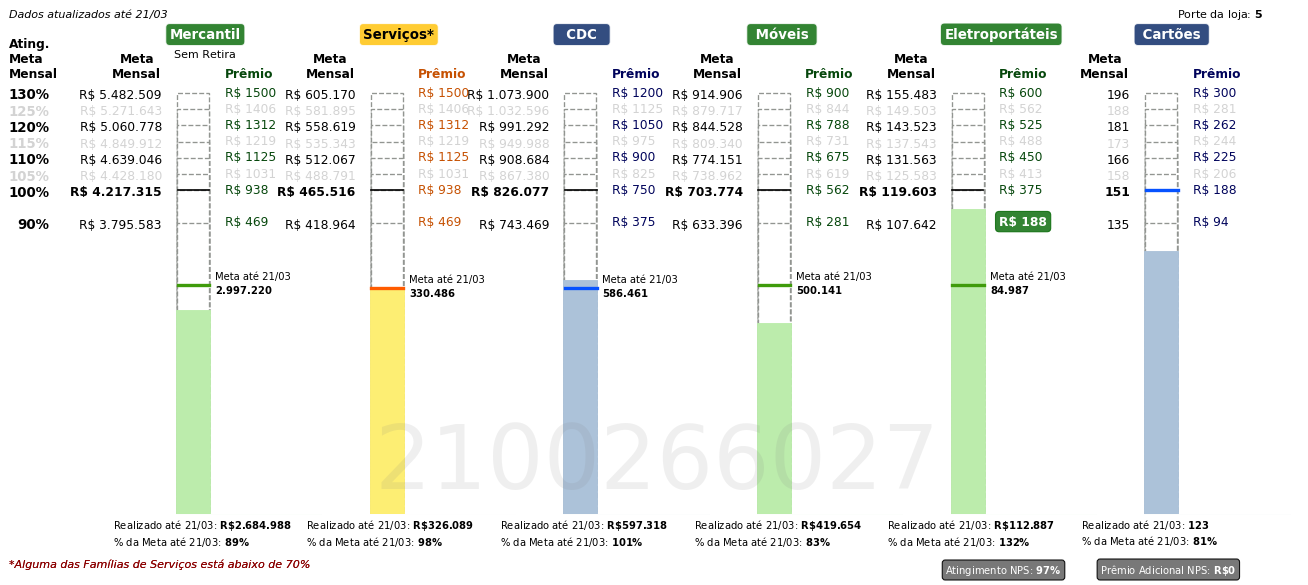 Dados atualizados até 21/03
Porte da loja: 5
Mercantil Serviços* CDC Móveis Eletroportáteis Cartões
Sem Retira
Ating. Meta Mensal
Meta Mensal Prêmio Meta Mensal Prêmio Meta Mensal Prêmio Meta Mensal Prêmio Meta Mensal Prêmio Meta Mensal Prêmio
130% R$ 5.482.509 R$ 1500 R$ 605.170 R$ 1500 R$ 1.073.900 R$ 1200 R$ 914.906 R$ 900 R$ 155.483 R$ 600 196 R$ 300
125% R$ 5.271.643 R$ 1406 R$ 581.895 R$ 1406 R$ 1.032.596 R$ 1125 R$ 879.717 R$ 844 R$ 149.503 R$ 562 188 R$ 281
120% R$ 5.060.778 R$ 1312 R$ 558.619 R$ 1312 R$ 991.292 R$ 1050 R$ 844.528 R$ 788 R$ 143.523 R$ 525 181 R$ 262
115% R$ 4.849.912 R$ 1219 R$ 535.343 R$ 1219 R$ 949.988 R$ 975 R$ 809.340 R$ 731 R$ 137.543 R$ 488 173 R$ 244
110% R$ 4.639.046 R$ 1125 R$ 512.067 R$ 1125 R$ 908.684 R$ 900 R$ 774.151 R$ 675 R$ 131.563 R$ 450 166 R$ 225
105% R$ 4.428.180 R$ 1031 R$ 488.791 R$ 1031 R$ 867.380 R$ 825 R$ 738.962 R$ 619 R$ 125.583 R$ 413 158 R$ 206
100% R$ 4.217.315 R$ 938 R$ 465.516 R$ 938 R$ 826.077 R$ 750 R$ 703.774 R$ 562 R$ 119.603 R$ 375 151 R$ 188
90% R$ 3.795.583 R$ 469 R$ 418.964 R$ 469 R$ 743.469 R$ 375 R$ 633.396 R$ 281 R$ 107.642 R$ 188 135 R$ 94
Meta até 21/03 Meta até 21/03 Meta até 21/03 Meta até 21/03 Meta até 21/03
2.997.220 330.486 586.461 500.141 84.987
2100266027
Realizado até 21/03: R$2.684.988 Realizado até 21/03: R$326.089 Realizado até 21/03: R$597.318 Realizado até 21/03: R$419.654 Realizado até 21/03: R$112.887 Realizado até 21/03: 123
% da Meta até 21/03: 89% % da Meta até 21/03: 98% % da Meta até 21/03: 101% % da Meta até 21/03: 83% % da Meta até 21/03: 132% % da Meta até 21/03: 81%
*Alguma das Famílias de Serviços está abaixo de 70%
Atingimento NPS: 97% Prêmio Adicional NPS: R$0